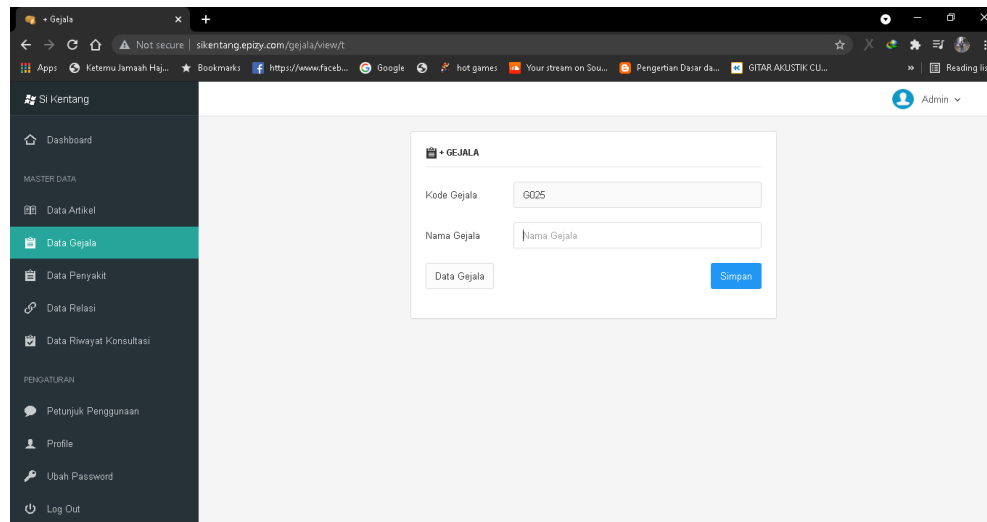 + Gejala
Not secure | sikentang.epizy.com/gejala/view/t
Apps Ketemu Jamaah Haj... Bookmarks https://www.faceb... Google hot games Your stream on Sou... Pengertian Dasar da... GITAR AKUSTIK CU... » Reading lis
Si Kentang
Admin
Dashboard
MASTER DATA
Data Artikel
Data Gejala
Data Penyakit
Data Relasi
Data Riwayat Konsultasi
PENGATURAN
Petunjuk Penggunaan
Profile
Ubah Password
Log Out
+ GEJALA
Kode Gejala G025
Nama Gejala Nama Gejala
Data Gejala Simpan